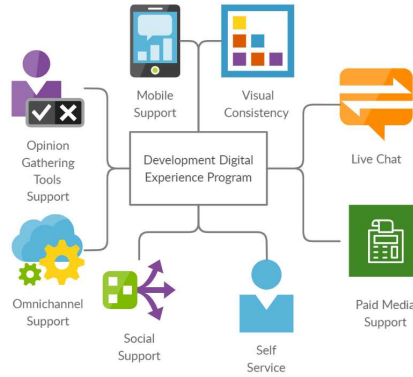 Mobile
Support
Visual
Consistency
Opinion
Gathering
Tools
Support
Development Digital
Experience Program
Live Chat
Omnichannel
Support
Social
Support
Self
Service
Paid Media
Support